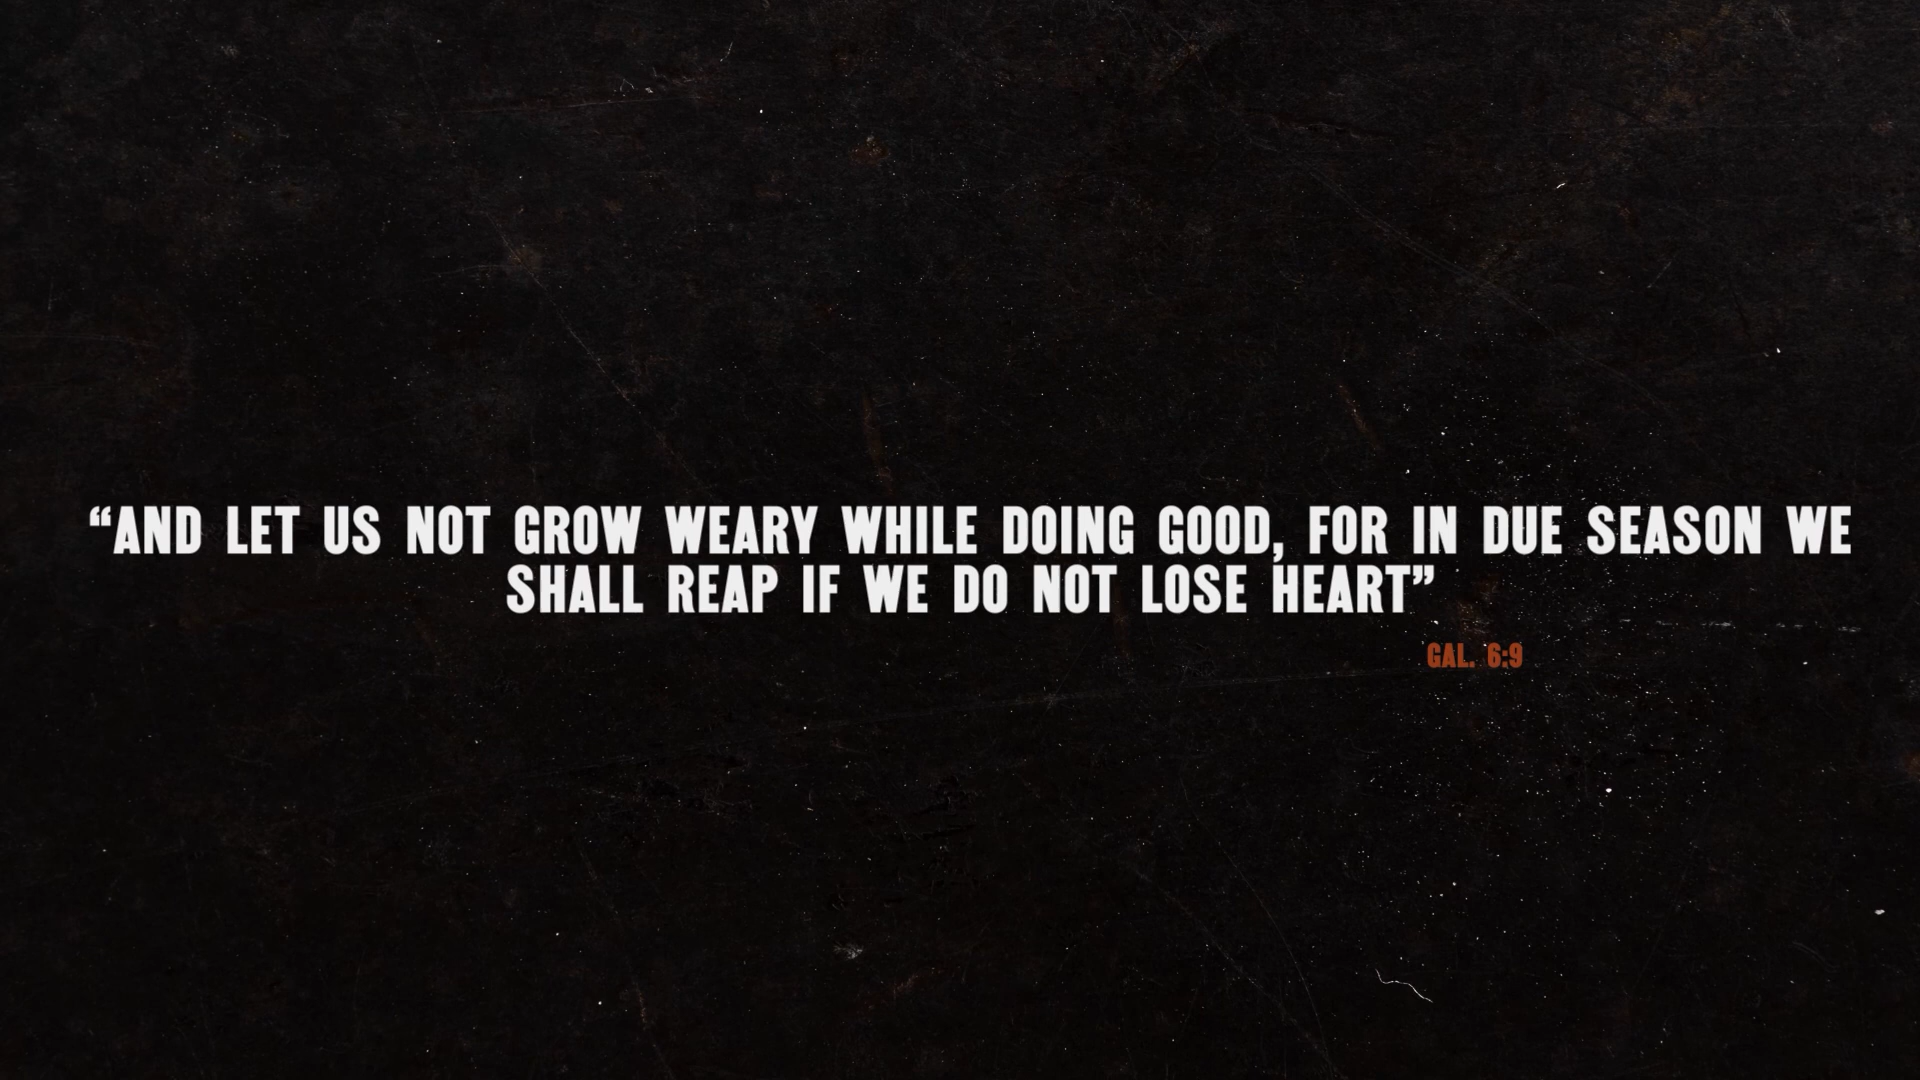 “AND LET US NOT GROW WEARY WHILE DOING GOOD, FOR IN DUE SEASON WE
SHALL REAP IF WE DO NOT LOSE HEART”
GAL. 6:9